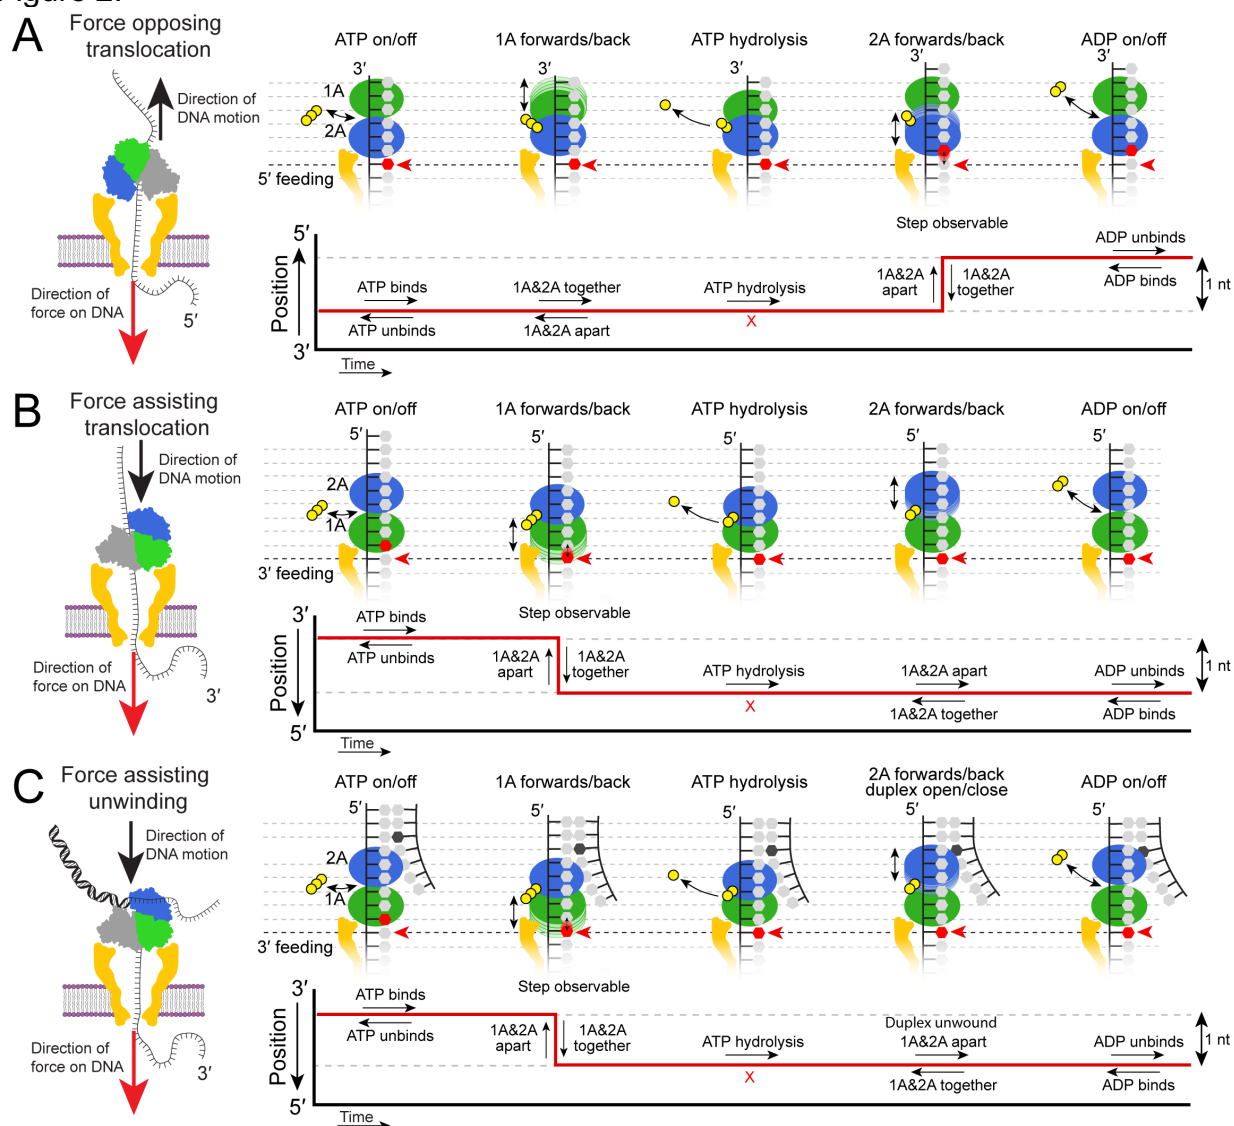 Figure 2.
A
Force opposing
translocation
Direction of
DNA motion
Direction of
force on DNA
5′
ATP on/off
1A forwards/back
ATP hydrolysis
2A forwards/back
ADP on/off
3′
3′
3′
3′
3′
1A
2A
5′ feeding
Step observable
5′
Position
3′
ATP binds
ATP unbinds
1A&2A together
1A&2A apart
ATP hydrolysis
X
1A&2A
apart
1A&2A
together
ADP unbinds
ADP binds
1 nt
Time
B
Force assisting
translocation
Direction of
DNA motion
Direction of
force on DNA
3′
ATP on/off
1A forwards/back
ATP hydrolysis
2A forwards/back
ADP on/off
5′
5′
5′
5′
5′
2A
1A
3′ feeding
Step observable
3′
Position
5′
ATP binds
ATP unbinds
1A&2A
apart
1A&2A
together
ATP hydrolysis
X
1A&2A apart
1A&2A together
ADP unbinds
ADP binds
1 nt
Time
C
Force assisting
unwinding
Direction of
DNA motion
Direction of
force on DNA
3′
ATP on/off
1A forwards/back
ATP hydrolysis
2A forwards/back
duplex open/close
ADP on/off
5′
5′
5′
5′
5′
2A
1A
3′ feeding
Step observable
3′
Position
5′
ATP binds
ATP unbinds
1A&2A
apart
1A&2A
together
ATP hydrolysis
X
Duplex unwound
1A&2A apart
1A&2A together
ADP unbinds
ADP binds
1 nt
Time